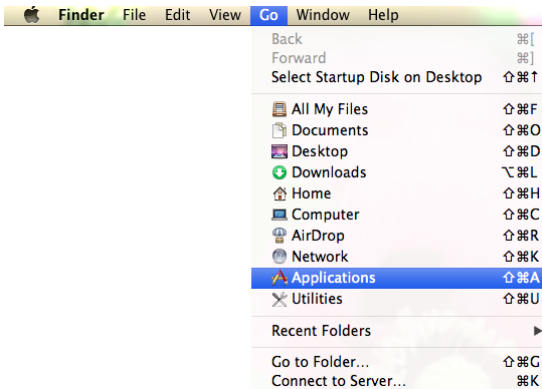 Finder File Edit View Go Window Help
Back ⌘[
Forward ⌘]
Select Startup Disk on Desktop ⇧⌘↑
All My Files ⇧⌘F
Documents ⇧⌘O
Desktop ⇧⌘D
Downloads ⌥⌘L
Home ⇧⌘H
Computer ⇧⌘C
AirDrop ⇧⌘R
Network ⇧⌘K
Applications ⇧⌘A
Utilities ⇧⌘U
Recent Folders ▶
Go to Folder... ⇧⌘G
Connect to Server... ⌘K